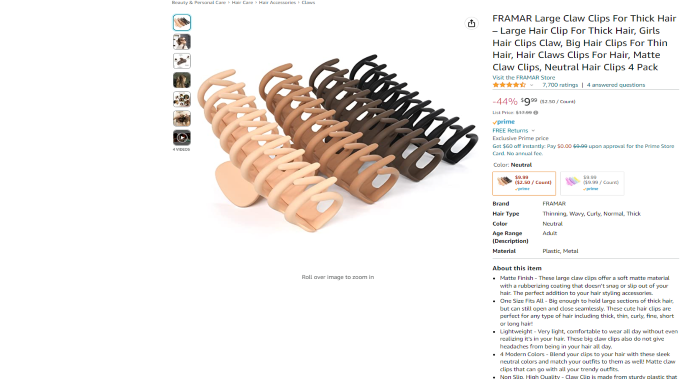 Beauty & Personal Care › Hair Care › Hair Accessories › Claws
4 VIDEOS
Roll over image to zoom in
FRAMAR Large Claw Clips For Thick Hair
– Large Hair Clip For Thick Hair, Girls
Hair Clips Claw, Big Hair Clips For Thin
Hair, Hair Claws Clips For Hair, Matte
Claw Clips, Neutral Hair Clips 4 Pack
Visit the FRAMAR Store
7,700 ratings | 4 answered questions
-44% $9.99 ($2.50 / Count)
List Price:
prime
FREE Returns
Exclusive Prime price
Get $60 off instantly: Pay $0.00 $9.99 upon approval for the Prime Store
Card. No annual fee.
Color: Neutral
$9.99
($2.50 / Count)
prime
$9.99
($9.99 / Count)
prime
Brand FRAMAR
Hair Type Thinning, Wavy, Curly, Normal, Thick
Color Neutral
Age Range Adult
(Description)
Material Plastic, Metal
About this item
• Matte Finish - These large claw clips offer a soft matte material
with a rubberizing coating that doesn't snag or slip out of your
hair. The perfect addition to your hair styling accessories.
• One Size Fits All - Big enough to hold large sections of thick hair,
but can still open and close seamlessly. These cute hair clips are
perfect for any type of hair including thick, thin, curly, fine, short
or long hair!
• Lightweight - Very light, comfortable to wear all day without even
realizing it's in your hair. These big claw clips also do not give
headaches from being in your hair all day.
• 4 Modern Colors - Blend your clips to your hair with these sleek
neutral colors and match your outfits to them as well! Matte claw
clips that can go with all your trendy outfits.
• Non Slip, High Quality - Claw Clip is made from sturdy plastic that